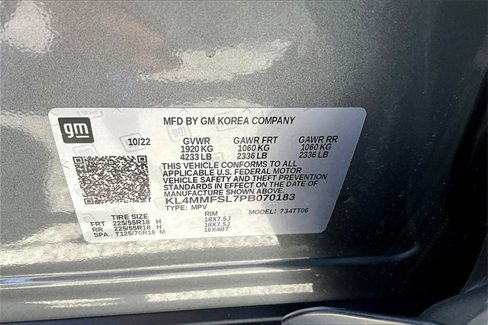 MFD BY GM KOREA COMPANY
gm
10/22 GVWR GAWR FRT GAWR RR
1920 KG 1060 KG 1060 KG
4233 LB 2336 LB 2336 LB
THIS VEHICLE CONFORMS TO ALL
APPLICABLE U.S. FEDERAL MOTOR
VEHICLE SAFETY AND THEFT PREVENTION
STANDARDS IN EFFECT ON THE DATE OF
MANUFACTURE SHOWN ABOVE.
KL4MMFSL7PB070183
TYPE: MPV MODEL: 734TT06
TIRE SIZE RIM
FRT 225/55R18 H 18X7.5J
RR 225/55R18 H 18X7.5J
SPA T125/70R18 M 16X4BT